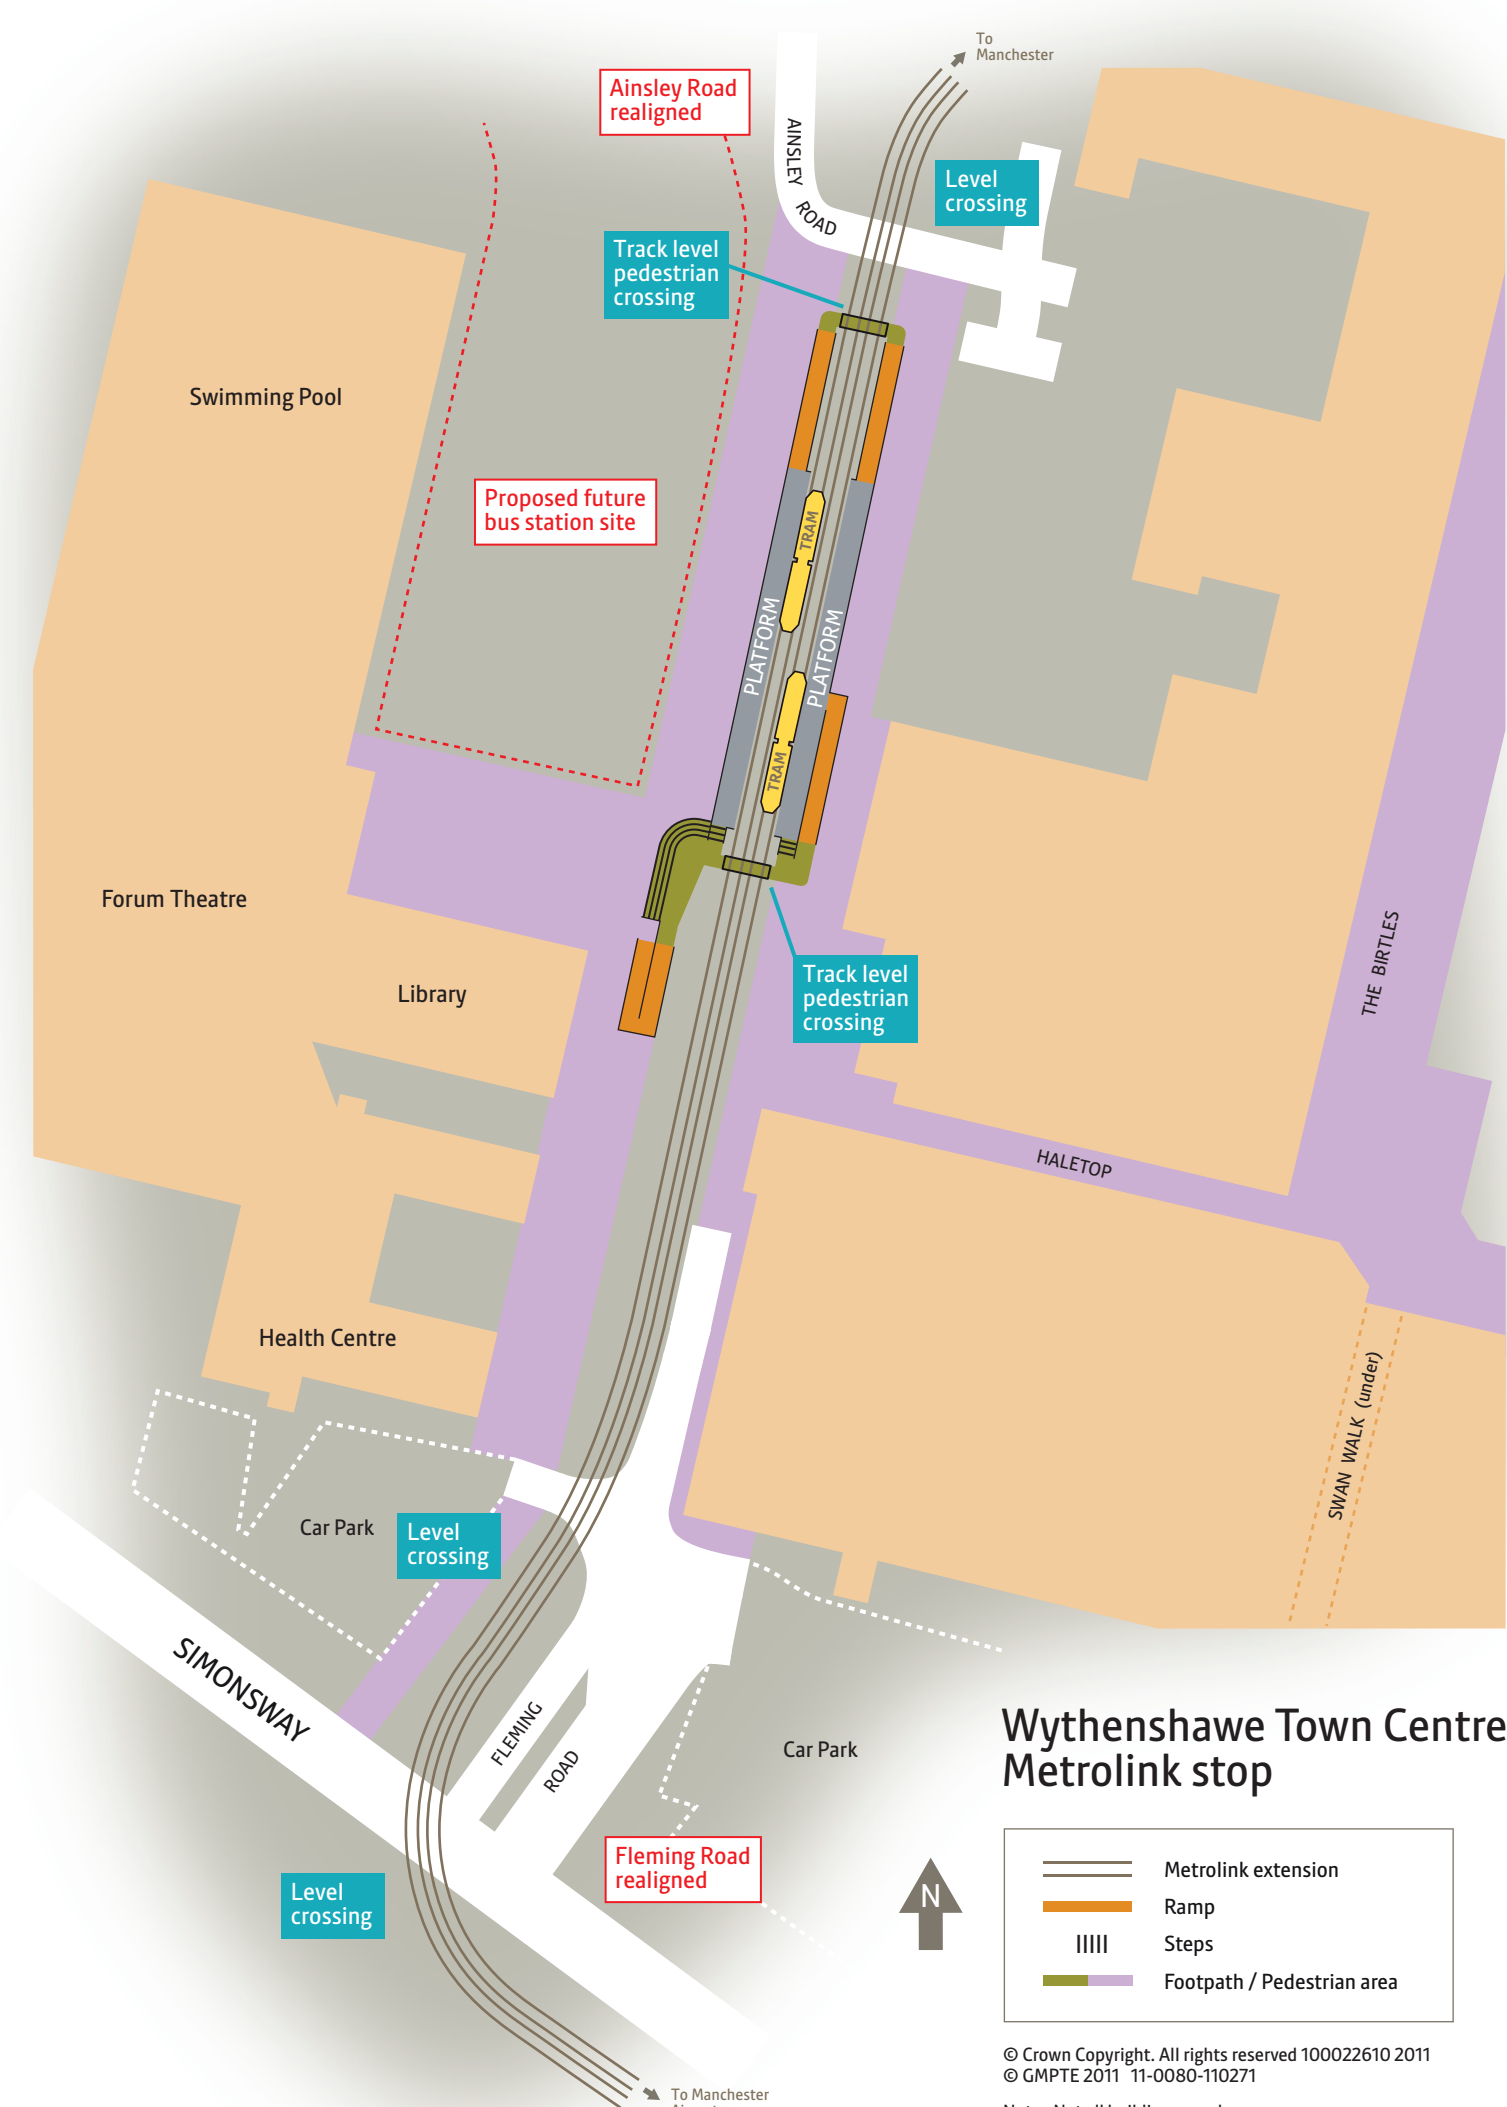 To
Manchester
Ainsley Road
realigned
AINSLEY
ROAD
Level
crossing
Track level
pedestrian
crossing
Swimming Pool
Proposed future
bus station site
TRAM
PLATFORM
PLATFORM
TRAM
Forum Theatre
Library
Track level
pedestrian
crossing
THE BIRTLES
HALETOP
Health Centre
SWAN WALK (under)
Car Park
Level
crossing
SIMONSWAY
FLEMING
ROAD
Car Park
Fleming Road
realigned
Level
crossing
To Manchester
Wythenshawe Town Centre
Metrolink stop
N
Metrolink extension
Ramp
Steps
Footpath / Pedestrian area
© Crown Copyright. All rights reserved 100022610 2011
© GMPTE 2011 11-0080-110271